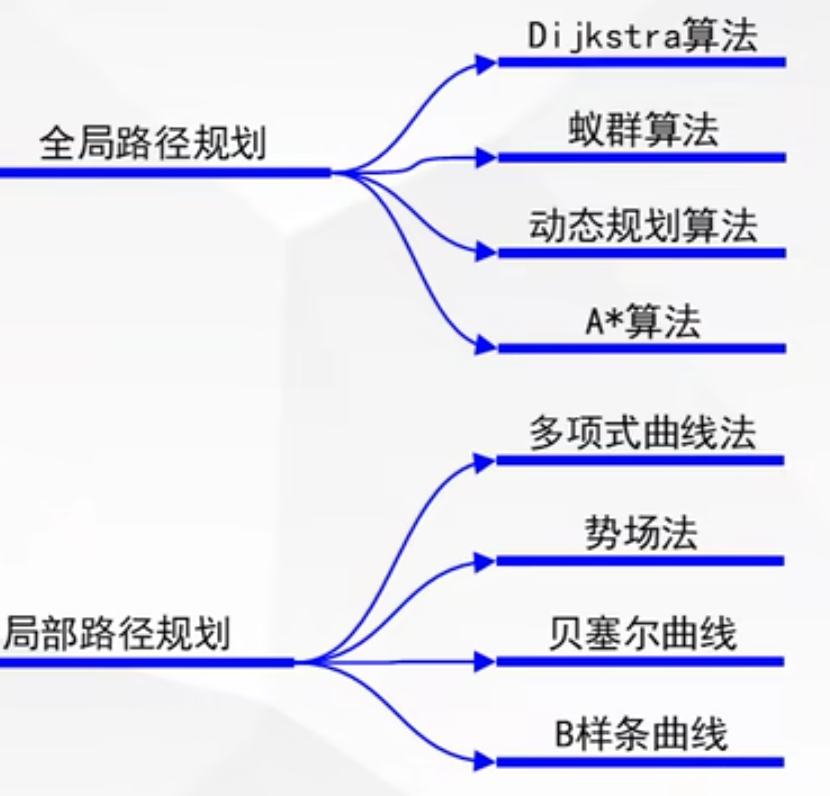 全局路径规划
Dijkstra算法
蚁群算法
动态规划算法
A*算法
局部路径规划
多项式曲线法
势场法
贝塞尔曲线
B样条曲线